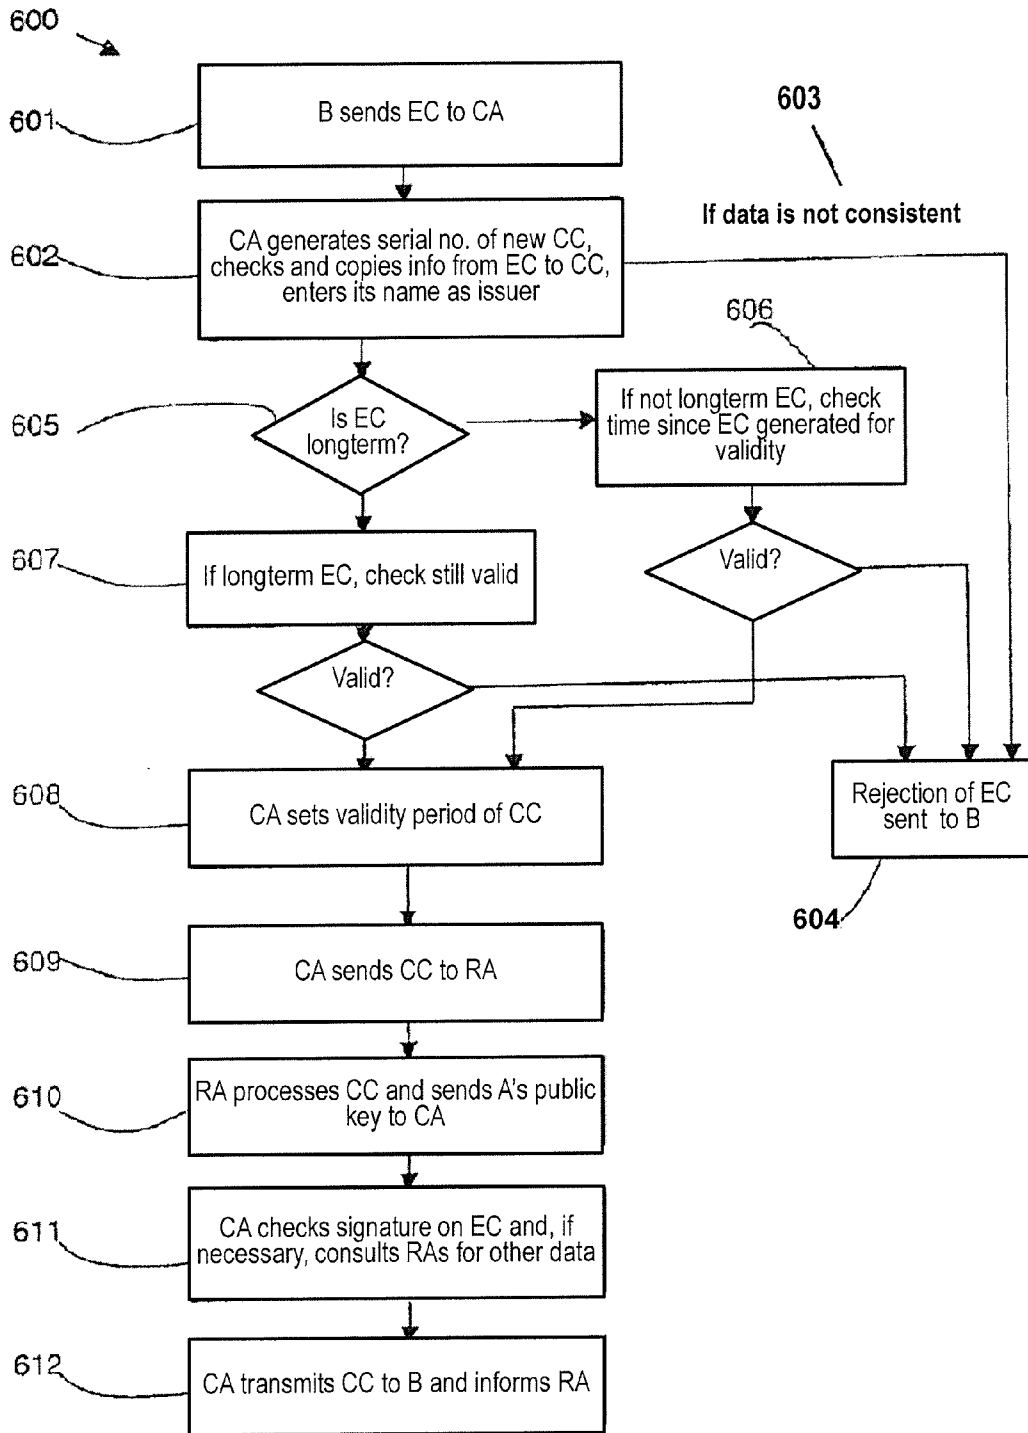 600
601
B sends EC to CA
603
If data is not consistent
602
CA generates serial no. of new CC,
checks and copies info from EC to CC,
enters its name as issuer
606
605
Is EC
longterm?
If not longterm EC, check
time since EC generated for
validity
607
If longterm EC, check still valid
Valid?
Valid?
608
CA sets validity period of CC
Rejection of EC
sent to B
604
609
CA sends CC to RA
610
RA processes CC and sends A's public
key to CA
611
CA checks signature on EC and, if
necessary, consults RAs for other data
612
CA transmits CC to B and informs RA